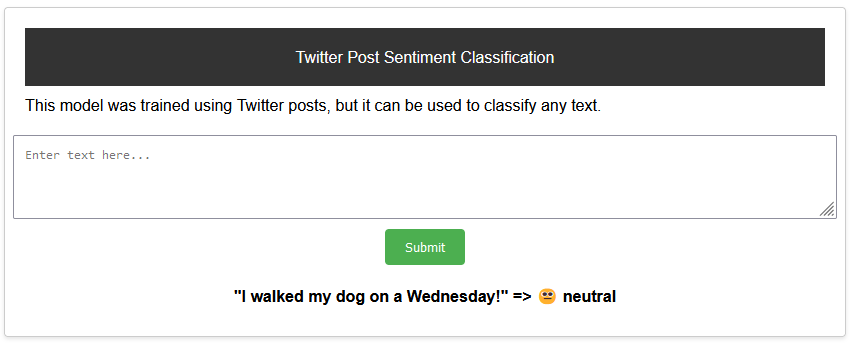 Twitter Post Sentiment Classification
This model was trained using Twitter posts, but it can be used to classify any text.
Enter text here...
Submit
"I walked my dog on a Wednesday!" => 😐 neutral